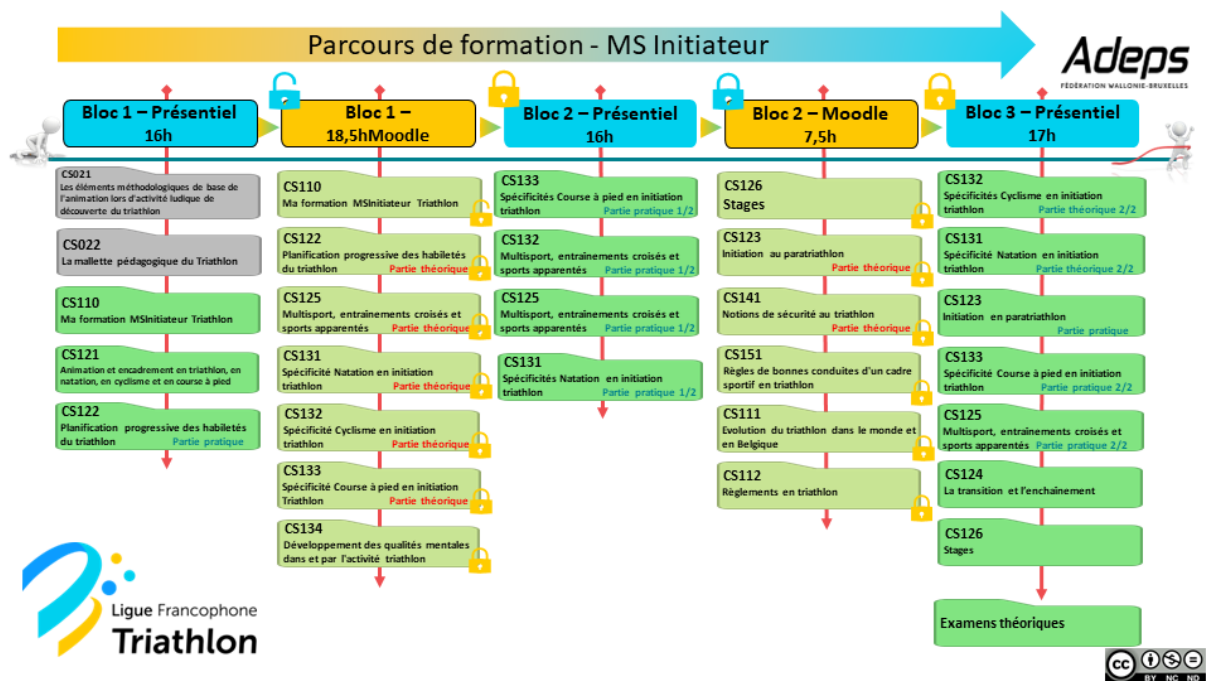 Parcours de formation - MS Initiateur
Adeps
FÉDÉRATION WALLONIE-BRUXELLES
Bloc 1 – Présentiel
16h
Bloc 1 –
18,5hMoodle
Bloc 2 – Présentiel
16h
Bloc 2 – Moodle
7,5h
Bloc 3 – Présentiel
17h
CS021
Les éléments méthodologiques de base de
l'animation lors d'activité ludique de
découverte du triathlon
CS022
La mallette pédagogique du Triathlon
CS110
Ma formation MSInitiateur Triathlon
CS121
Animation et encadrement en triathlon, en
natation, en cyclisme et en course à pied
CS122
Planification progressive des habiletés
du triathlon Partie pratique
CS110
Ma formation MSInitiateur Triathlon
CS122
Planification progressive des habiletés
du triathlon Partie théorique
CS125
Multisport, entraînements croisés et
sports apparentés Partie théorique
CS131
Spécificité Natation en initiation
triathlon Partie théorique
CS132
Spécificité Cyclisme en initiation
triathlon Partie théorique
CS133
Spécificité Course à pied en initiation
Triathlon Partie théorique
CS134
Développement des qualités mentales
dans et par l'activité triathlon
CS133
Spécificités Course à pied en initiation
triathlon Partie pratique 1/2
CS132
Multisport, entraînements croisés et
sports apparentés Partie pratique 1/2
CS125
Multisport, entraînements croisés et
sports apparentés Partie pratique 1/2
CS131
Spécificités Natation en initiation
triathlon Partie pratique 1/2
CS126
Stages
CS123
Initiation au paratriathlon
Partie théorique
CS141
Notions de sécurité au triathlon
Partie théorique
CS151
Règles de bonnes conduites d'un cadre
sportif en triathlon
CS111
Evolution du triathlon dans le monde et
en Belgique
CS112
Règlements en triathlon
CS132
Spécificités Cyclisme en initiation
triathlon Partie théorique 2/2
CS131
Spécificité Natation en initiation
triathlon Partie théorique 2/2
CS123
Initiation en paratriathlon
Partie pratique
CS133
Spécificité Course à pied en initiation
triathlon Partie pratique 2/2
CS125
Multisport, entraînements croisés et
sports apparentés Partie pratique 2/2
CS124
La transition et l'enchaînement
CS126
Stages
Examens théoriques
Ligue Francophone
Triathlon
cc
BY NC ND